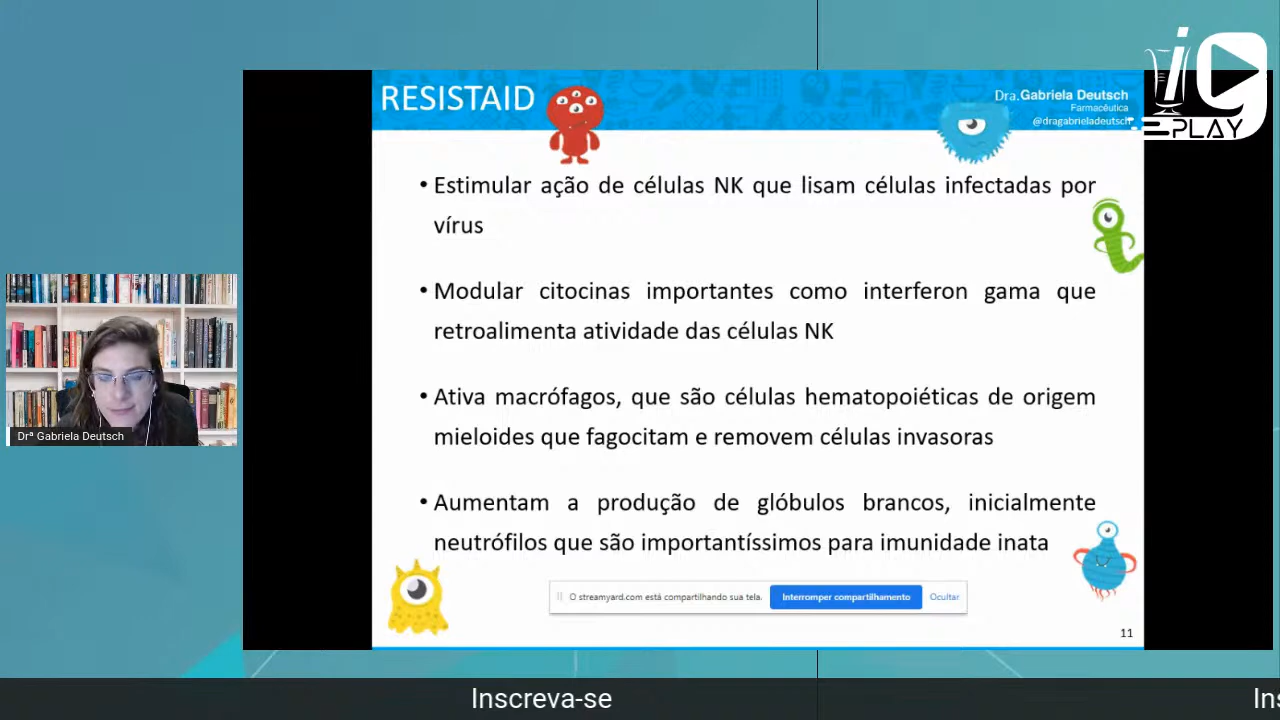 RESISTAID
Dra.Gabriela Deutsch
Farmacêutica
@dragabrieladeutsch
iG
PLAY
• Estimular ação de células NK que lisam células infectadas por
vírus
• Modular citocinas importantes como interferon gama que
retroalimenta atividade das células NK
• Ativa macrófagos, que são células hematopoiéticas de origem
mieloides que fagocitam e removem células invasoras
• Aumentam a produção de glóbulos brancos, inicialmente
neutrófilos que são importantíssimos para imunidade inata
Drª Gabriela Deutsch
O streamyard.com está compartilhando sua tela.
Interromper compartilhamento
Ocultar
11
Inscreva-se
Ins